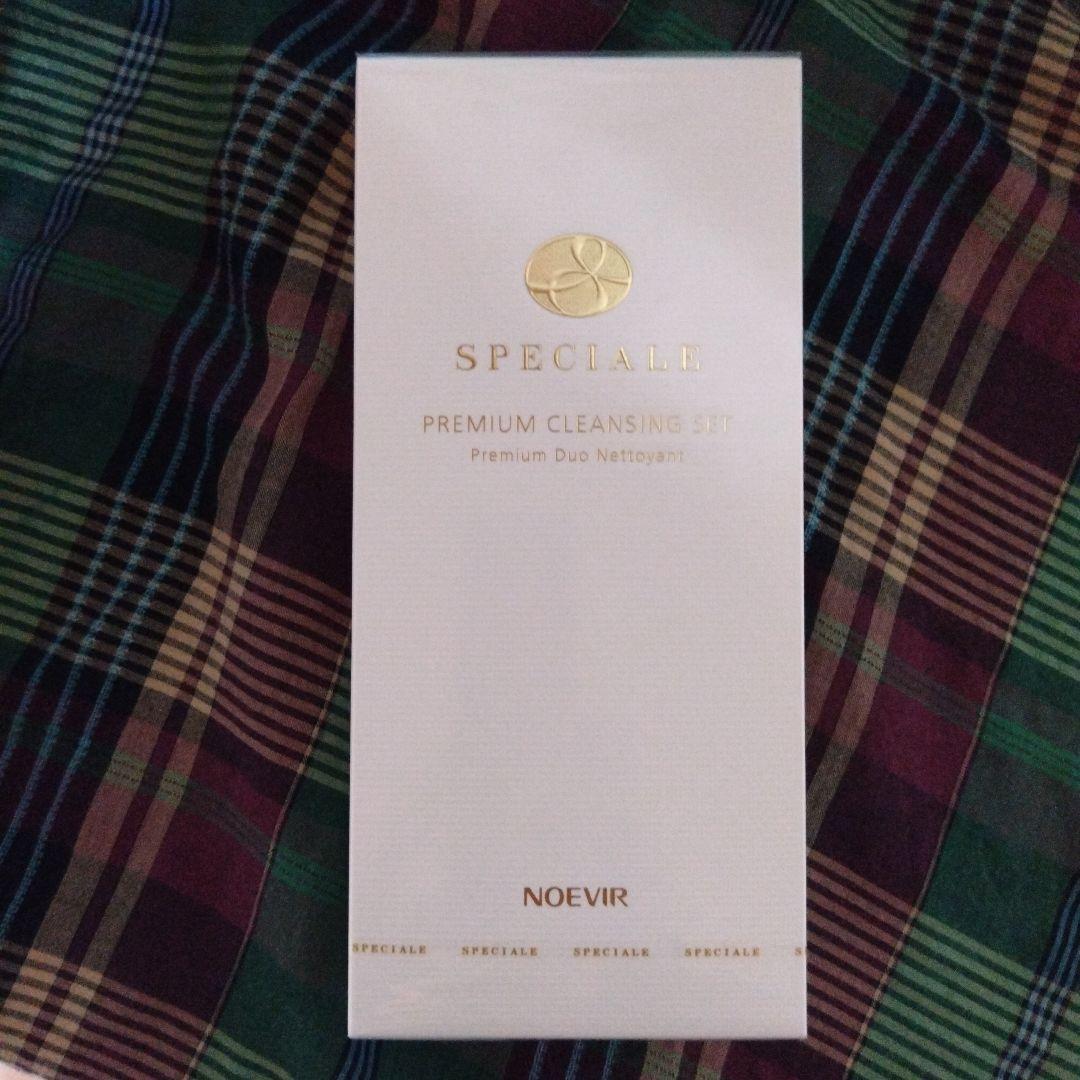 SPECIALE
PREMIUM CLEANSING SET
Premium Duo Nettoyant
NOEVIR
SPECIALE SPECIALE SPECIALE SPECIALE S